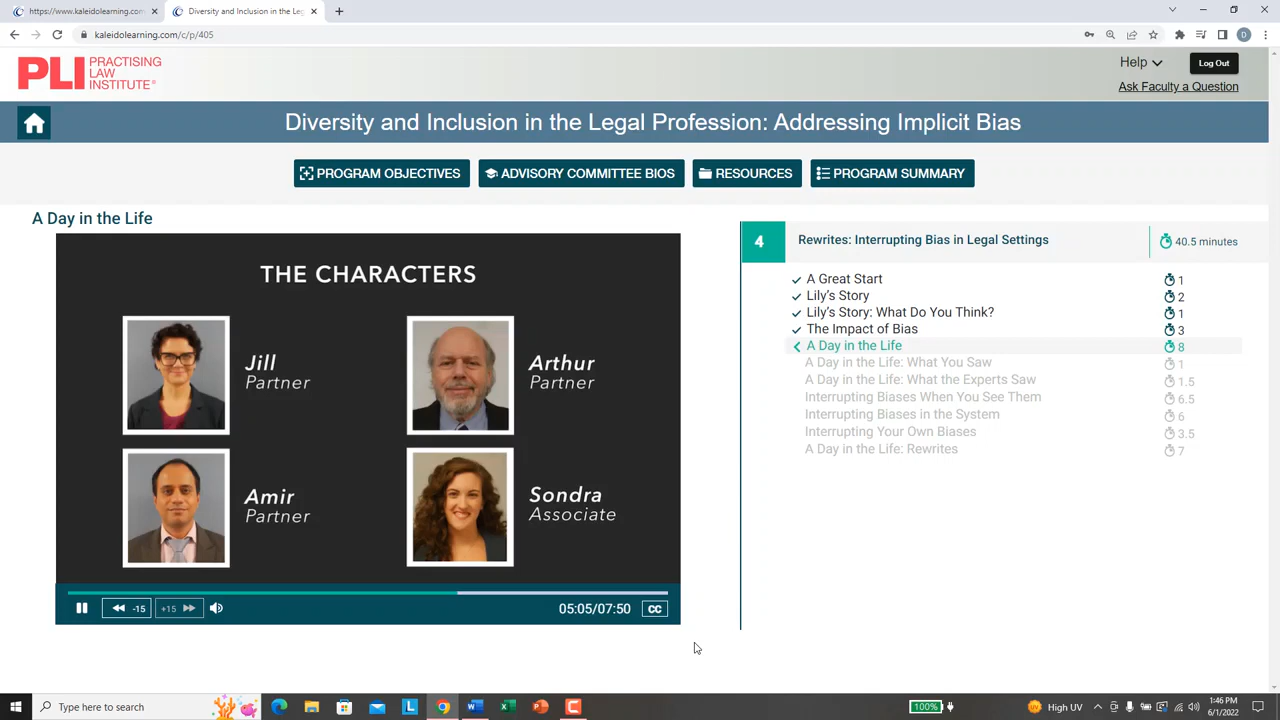 https://www.kaleidolearning.com
Diversity and Inclusion in the Leg
kaleidolearning.com/c/p/405
D
PLI PRACTISING
LAW
INSTITUTE®
Help
Log Out
Ask Faculty a Question
Diversity and Inclusion in the Legal Profession: Addressing Implicit Bias
PROGRAM OBJECTIVES
ADVISORY COMMITTEE BIOS
RESOURCES
PROGRAM SUMMARY
A Day in the Life
THE CHARACTERS
Jill
Partner
Arthur
Partner
Amir
Partner
Sondra
Associate
-15
+15
05:05/07:50
CC
4 Rewrites: Interrupting Bias in Legal Settings 40.5 minutes
A Great Start 1
Lily's Story 2
Lily's Story: What Do You Think? 1
The Impact of Bias 3
A Day in the Life 8
A Day in the Life: What You Saw 1
A Day in the Life: What the Experts Saw 1.5
Interrupting Biases When You See Them 6.5
Interrupting Biases in the System 6
Interrupting Your Own Biases 3.5
A Day in the Life: Rewrites 7
Type here to search
L
100%
High UV
1:46 PM
6/1/2022